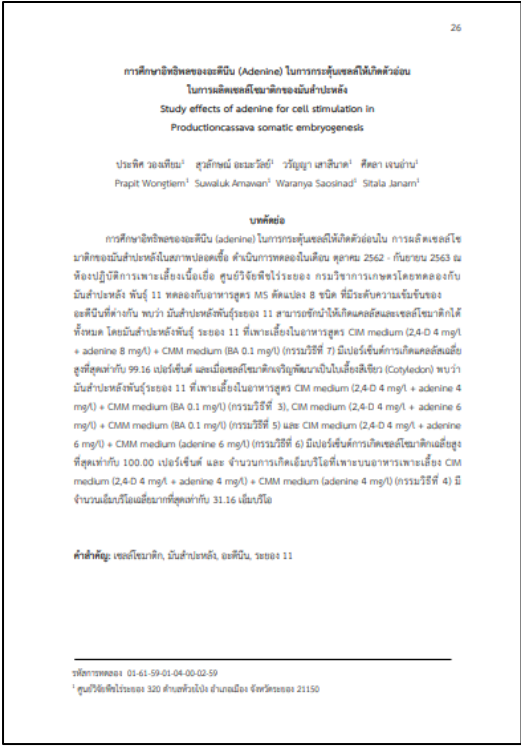 26
การศึกษาอิทธิพลของอะดีนีน (Adenine) ในการกระตุ้นเซลล์ให้เกิดตัวอ่อน
ในการผลิตเซลล์โซมาติกของมันสำปะหลัง
Study effects of adenine for cell stimulation in
Productioncassava somatic embryogenesis
ประพิศ วองเทียม¹ สุวลักษณ์ อะมะวัลย์¹ วรัญญา เสาสีนาด¹ ศีตลา เจนอ่าน¹
Prapit Wongtiem¹ Suwaluk Amawan¹ Waranya Saosinad¹ Sitala Janarn¹
บทคัดย่อ
การศึกษาอิทธิพลของอะดีนีน (adenine) ในการกระตุ้นเซลล์ให้เกิดตัวอ่อนใน การผลิตเซลล์โซ
มาติกของมันสำปะหลังในสภาพปลอดเชื้อ ดำเนินการทดลองในเดือน ตุลาคม 2562 - กันยายน 2563 ณ
ห้องปฏิบัติการเพาะเลี้ยงเนื้อเยื่อ ศูนย์วิจัยพืชไร่ระยอง กรมวิชาการเกษตรโดยทดลองกับ
มันสำปะหลัง พันธุ์ 11 ทดลองกับอาหารสูตร MS ดัดแปลง 8 ชนิด ที่มีระดับความเข้มข้นของ
อะดีนีนที่ต่างกัน พบว่า มันสำปะหลังพันธุ์ระยอง 11 สามารถชักนำให้เกิดแคลลัสและเซลล์โซมาติกได้
ทั้งหมด โดยมันสำปะหลังพันธุ์ ระยอง 11 ที่เพาะเลี้ยงในอาหารสูตร CIM medium (2,4-D 4 mg/l
+ adenine 8 mg/l) + CMM medium (BA 0.1 mg/l) (กรรมวิธีที่ 7) มีเปอร์เซ็นต์การเกิดแคลลัสเฉลี่ย
สูงที่สุดเท่ากับ 99.16 เปอร์เซ็นต์ และเมื่อเซลล์โซมาติกเจริญพัฒนาเป็นใบเลี้ยงสีเขียว (Cotyledon) พบว่า
มันสำปะหลังพันธุ์ระยอง 11 ที่เพาะเลี้ยงในอาหารสูตร CIM medium (2,4-D 4 mg/l + adenine 4
mg/l) + CMM medium (BA 0.1 mg/l) (กรรมวิธีที่ 3), CIM medium (2,4-D 4 mg/l + adenine 6
mg/l) + CMM medium (BA 0.1 mg/l) (กรรมวิธีที่ 5) และ CIM medium (2,4-D 4 mg/l + adenine
6 mg/l) + CMM medium (adenine 6 mg/l) (กรรมวิธีที่ 6) มีเปอร์เซ็นต์การเกิดเซลล์โซมาติกเฉลี่ยสูง
ที่สุดเท่ากับ 100.00 เปอร์เซ็นต์ และ จำนวนการเกิดเอ็มบริโอที่เพาะบนอาหารเพาะเลี้ยง CIM
medium (2,4-D 4 mg/l + adenine 4 mg/l) + CMM medium (adenine 4 mg/l) (กรรมวิธีที่ 4) มี
จำนวนเอ็มบริโอเฉลี่ยมากที่สุดเท่ากับ 31.16 เอ็มบริโอ
คำสำคัญ: เซลล์โซมาติก, มันสำปะหลัง, อะดีนีน, ระยอง 11
รหัสการทดลอง 01-61-59-01-04-00-02-59
¹ ศูนย์วิจัยพืชไร่ระยอง 320 ตำบลห้วยโป่ง อำเภอเมือง จังหวัดระยอง 21150